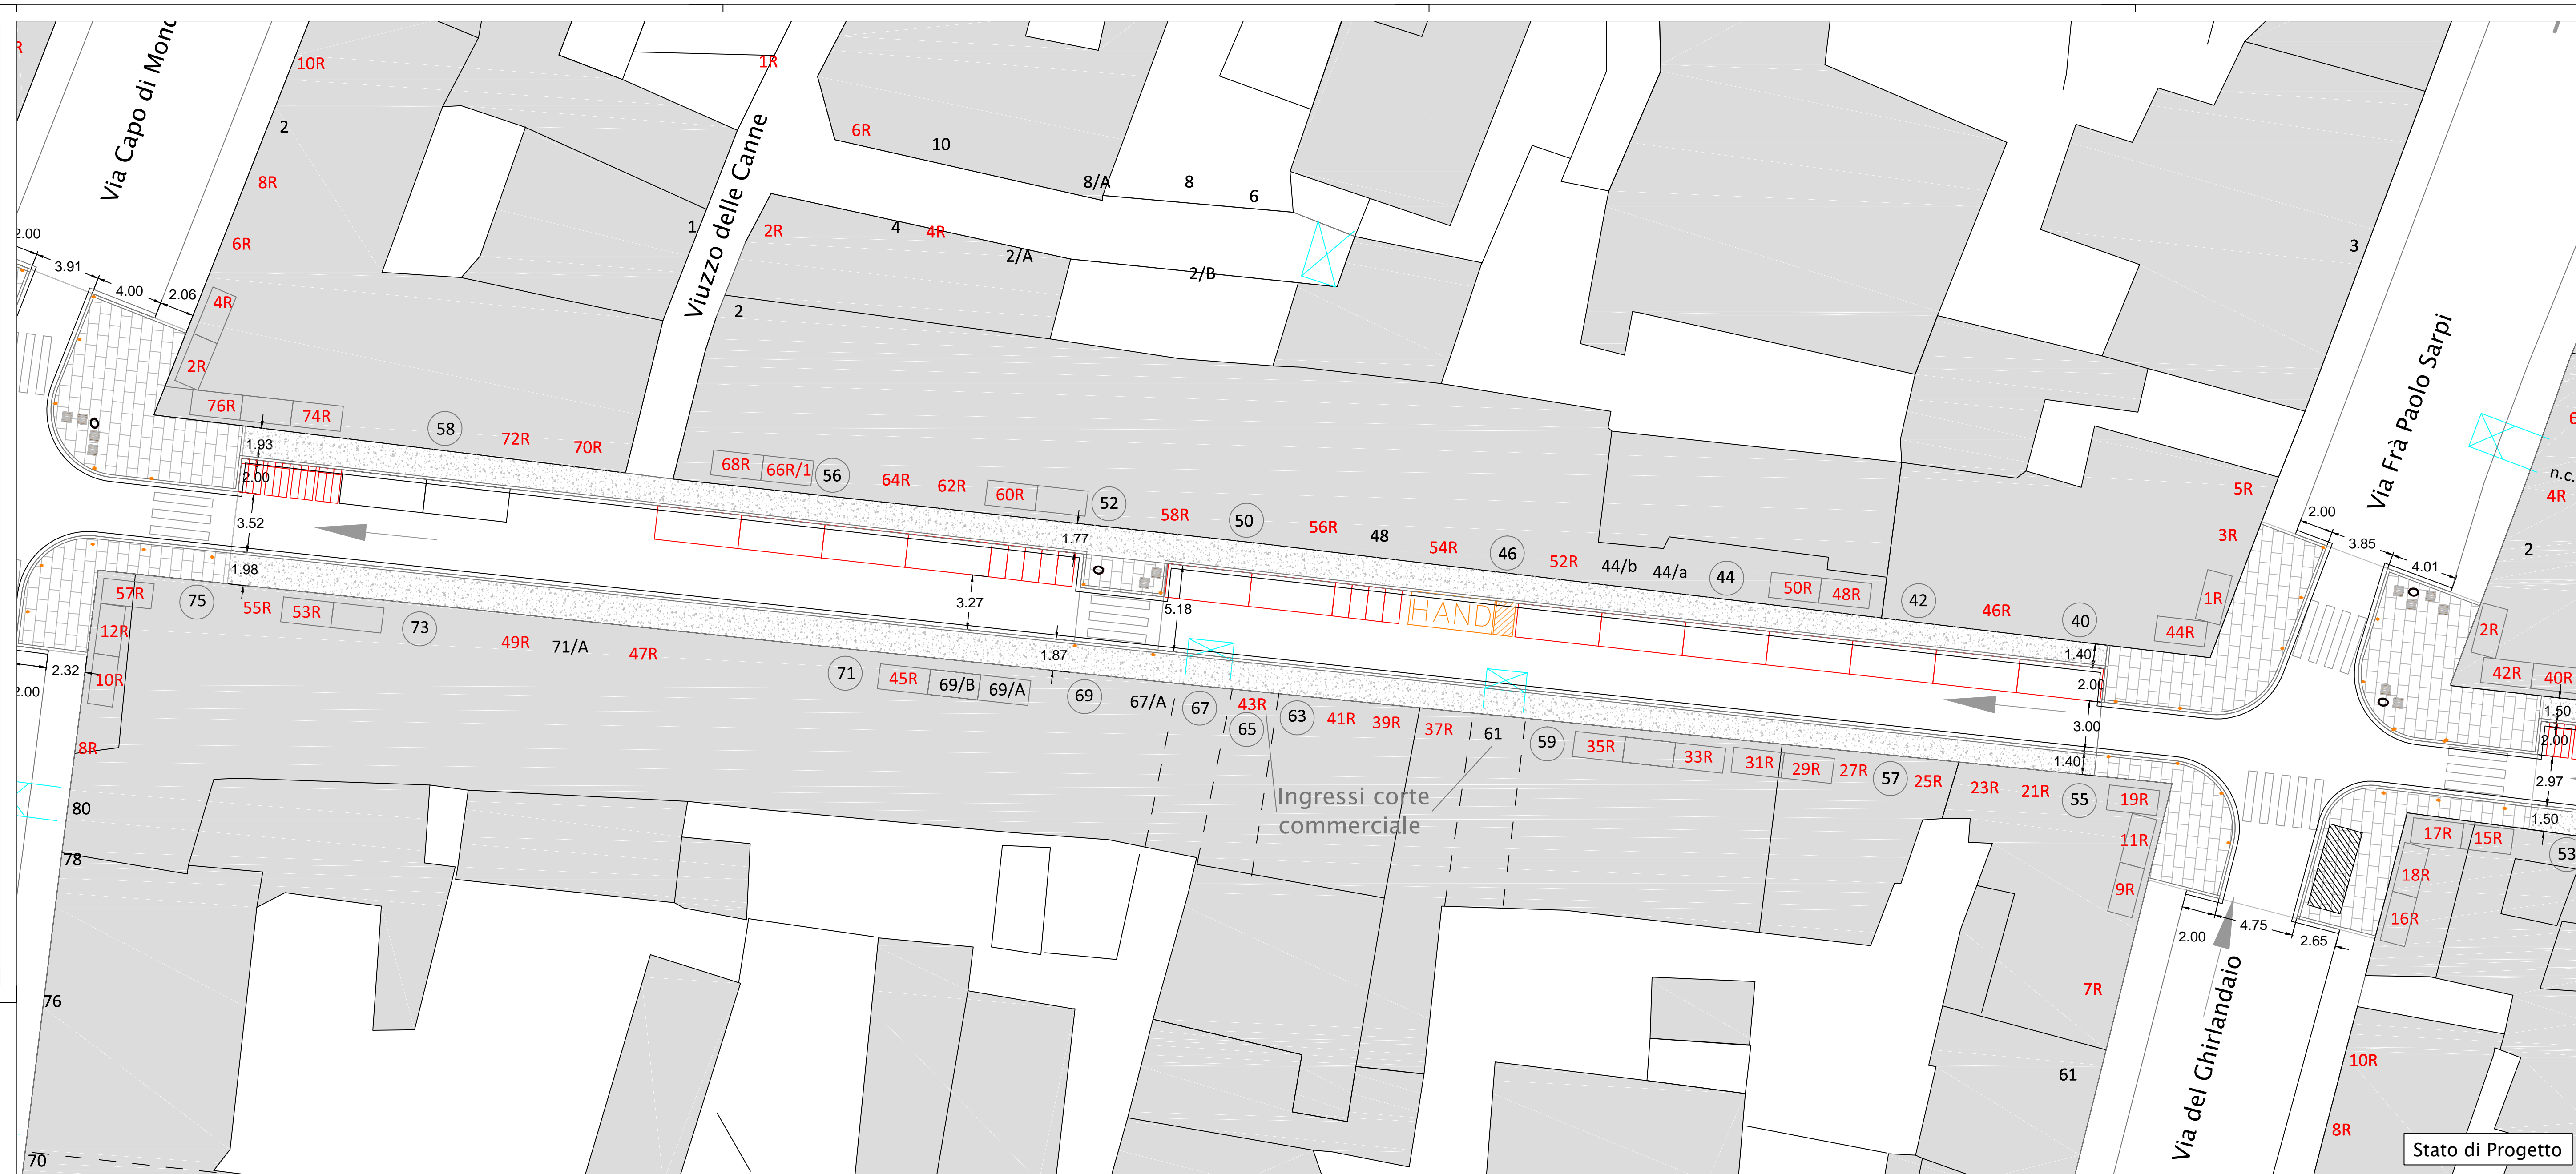 R
Via Capo di Mond
10R
2
8R
6R
4R
2R
76R
74R
58
72R
70R
1R
Viuzzo delle Canne
1
2
6R
10
8/A
8
6
2R
4
4R
2/A
2/B
68R
66R/1
56
64R
62R
60R
52
58R
50
56R
48
54R
46
52R
44/b
44/a
44
50R
48R
42
46R
40
44R
1R
3R
5R
3
Via Frà Paolo Sarpi
n.c.
4R
2
2R
42R
40R
2.00
3.91
4.00
2.06
1.93
2.00
3.52
1.98
1.77
3.27
5.18
1.87
HAND
1.40
2.00
3.00
1.40
2.00
3.85
4.01
1.50
2.00
2.97
1.50
57R
75
55R
53R
73
49R
71/A
47R
71
45R
69/B
69/A
69
67/A
67
43R
65
63
41R
39R
37R
61
59
35R
33R
31R
29R
27R
57
25R
23R
21R
55
19R
12R
10R
8R
2.32
2.00
80
78
76
70
Ingressi corte
commerciale
11R
9R
7R
61
Via del Ghirlandaio
2.00
4.75
2.65
17R
15R
53
18R
16R
10R
8R
Stato di Progetto